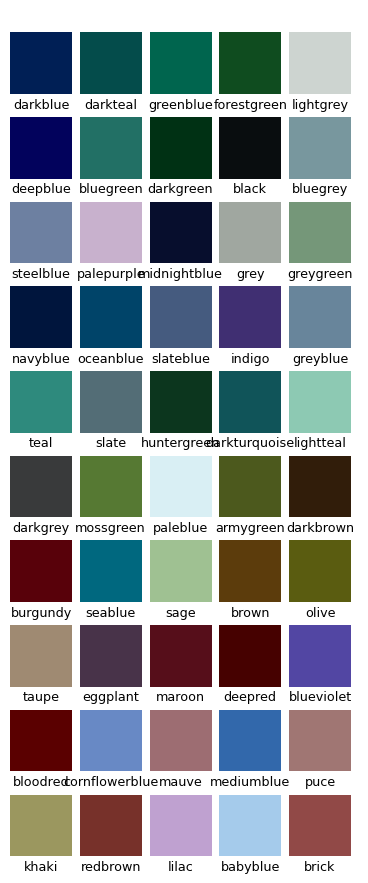 darkblue darkteal greenblue forestgreen lightgrey
deepblue bluegreen darkgreen black bluegrey
steelblue palepurple midnightblue grey greygreen
navyblue oceanblue slateblue indigo greyblue
teal slate huntergreen darkturquoise lightteal
darkgrey mossgreen paleblue armygreen darkbrown
burgundy seablue sage brown olive
taupe eggplant maroon deepred blueviolet
bloodred cornflowerblue mauve mediumblue puce
khaki redbrown lilac babyblue brick